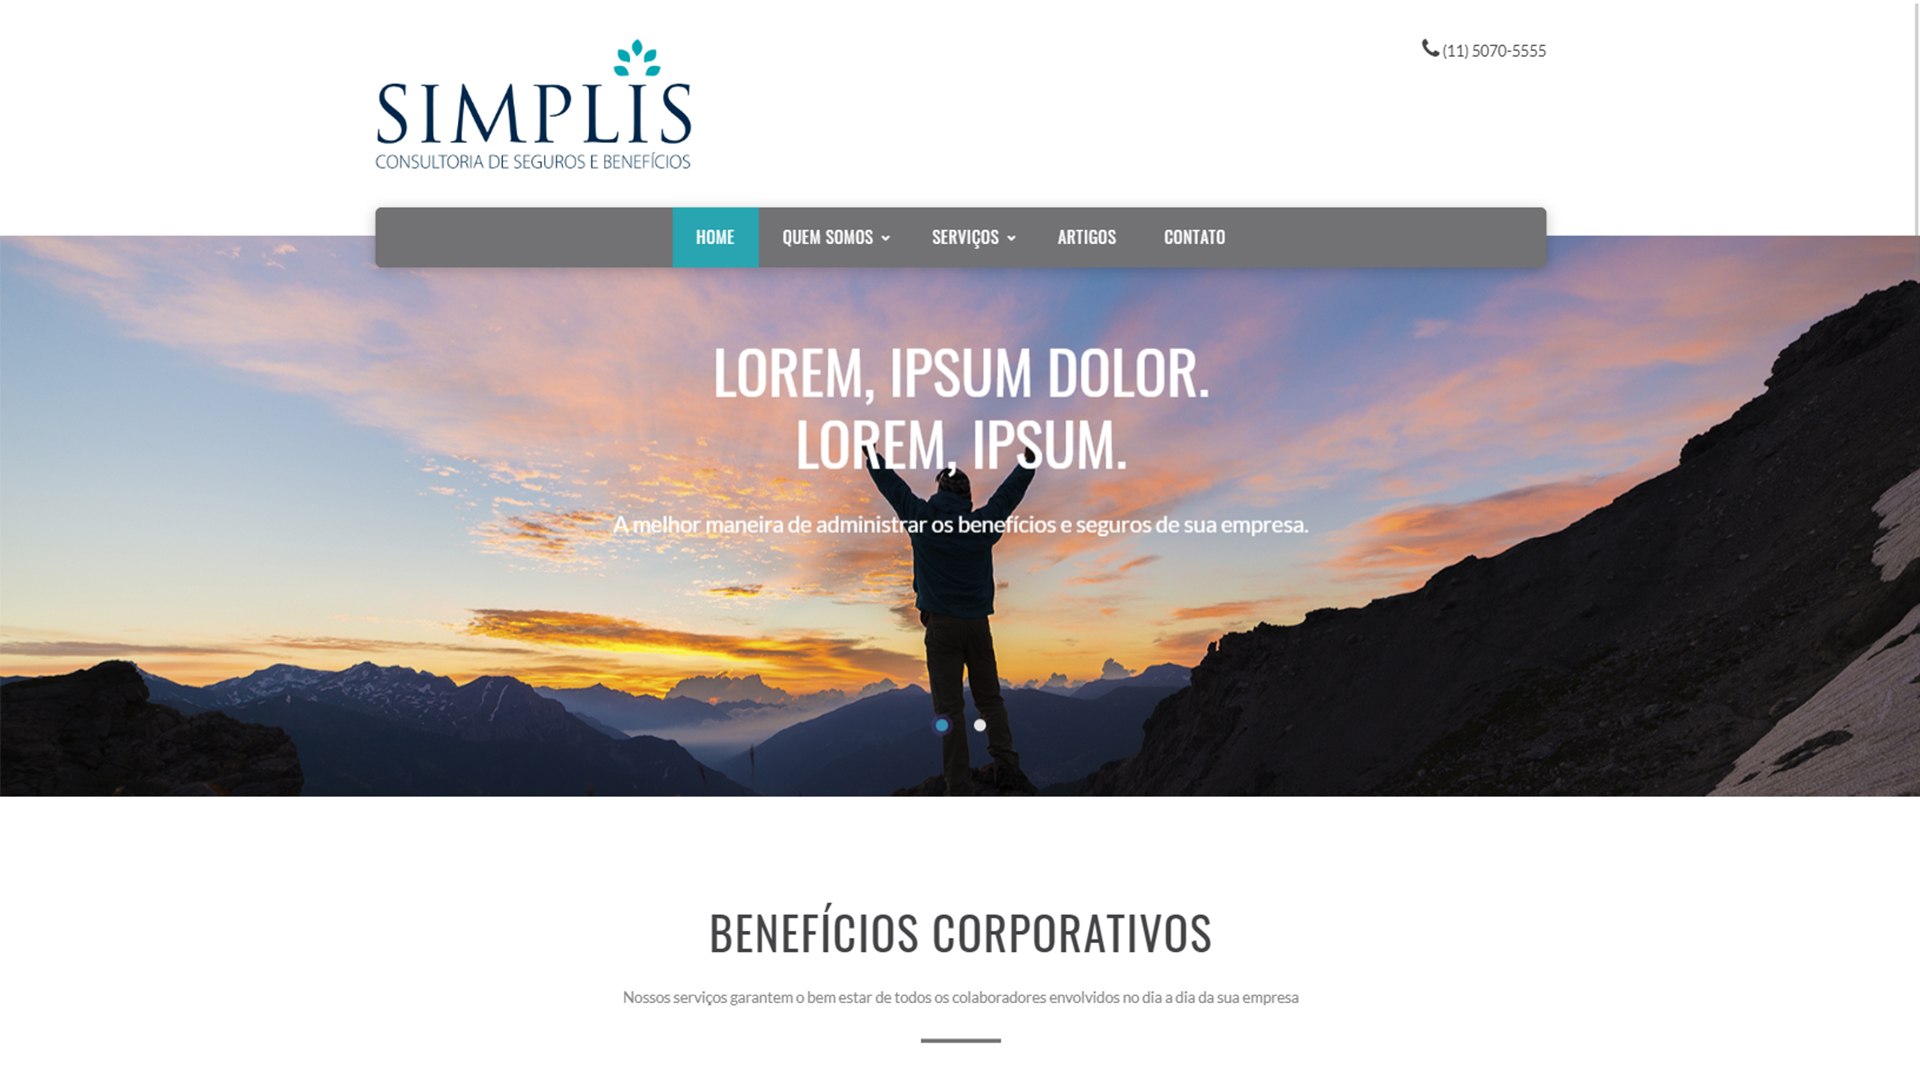 SIMPLIS
CONSULTORIA DE SEGUROS E BENEFÍCIOS
(11) 5070-5555
HOME QUEM SOMOS SERVIÇOS ARTIGOS CONTATO
LOREM, IPSUM DOLOR.
LOREM, IPSUM.
A melhor maneira de administrar os benefícios e seguros de sua empresa.
BENEFÍCIOS CORPORATIVOS
Nossos serviços garantem o bem estar de todos os colaboradores envolvidos no dia a dia da sua empresa